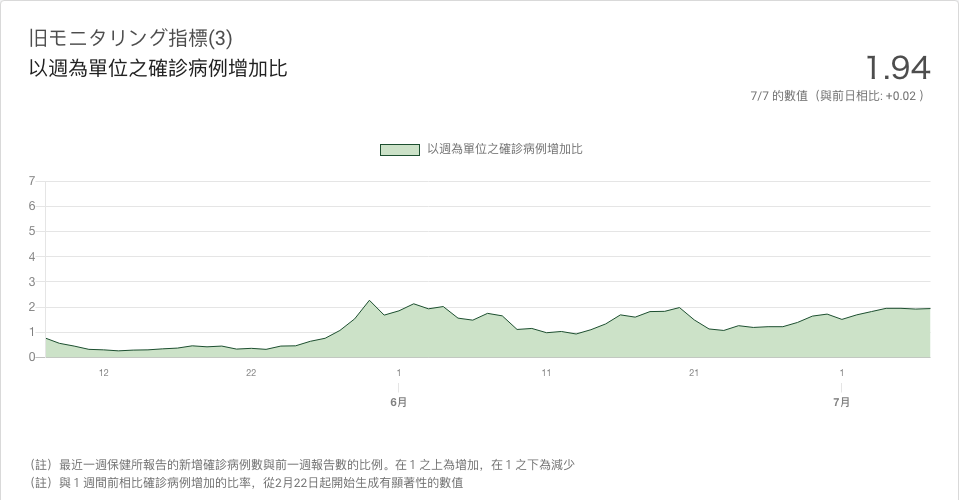 旧モニタリング指標(3)
以週為單位之確診病例增加比
1.94
7/7 的數值（與前日相比: +0.02 ）
以週為單位之確診病例增加比
7
6
5
4
3
2
1
0
12
22
1
11
21
1
6月
7月
（註）最近一週保健所報告的新增確診病例數與前一週報告數的比例。在 1 之上為增加，在 1 之下為減少
（註）與 1 週間前相比確診病例增加的比率，從2月22日起開始生成有顯著性的數值